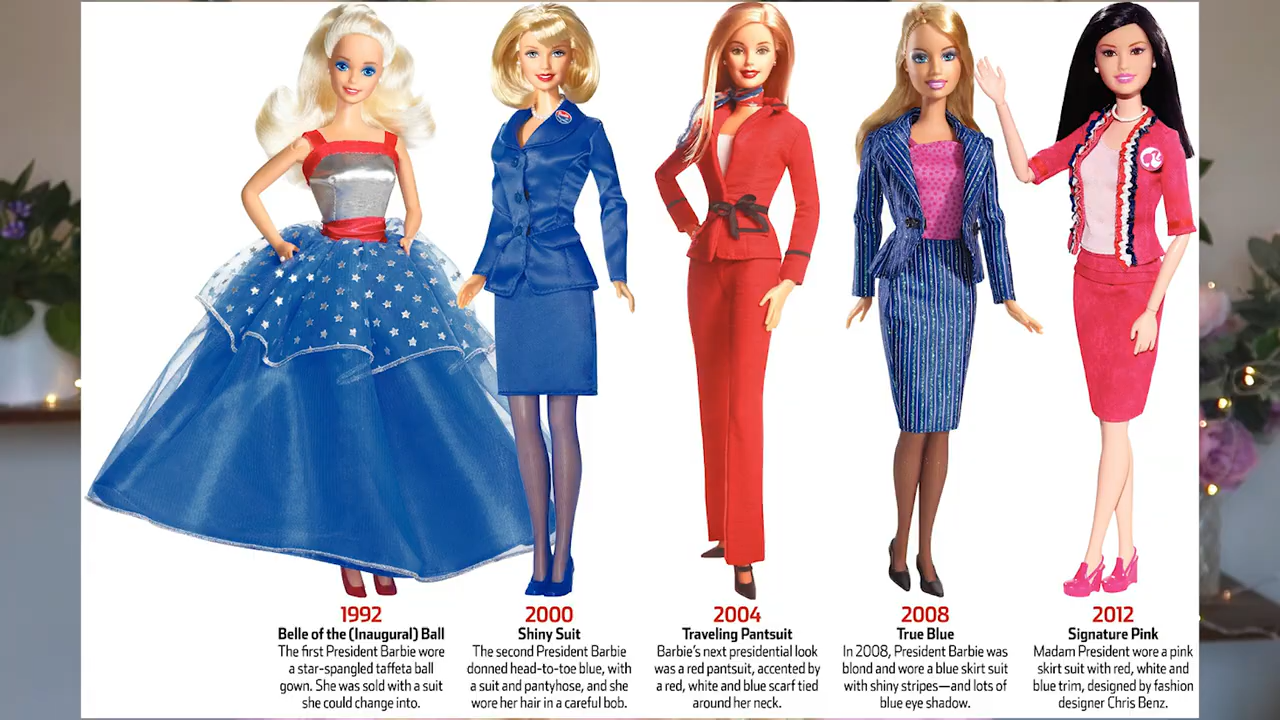 1992
Belle of the (Inaugural) Ball
The first President Barbie wore
a star-spangled taffeta ball
gown. She was sold with a suit
she could change into.
2000
Shiny Suit
The second President Barbie
donned head-to-toe blue, with
a suit and pantyhose, and she
wore her hair in a careful bob.
2004
Traveling Pantsuit
Barbie's next presidential look
was a red pantsuit, accented by
a red, white and blue scarf tied
around her neck.
2008
True Blue
In 2008, President Barbie was
blond and wore a blue skirt suit
with shiny stripes—and lots of
blue eye shadow.
2012
Signature Pink
Madam President wore a pink
skirt suit with red, white and
blue trim, designed by fashion
designer Chris Benz.